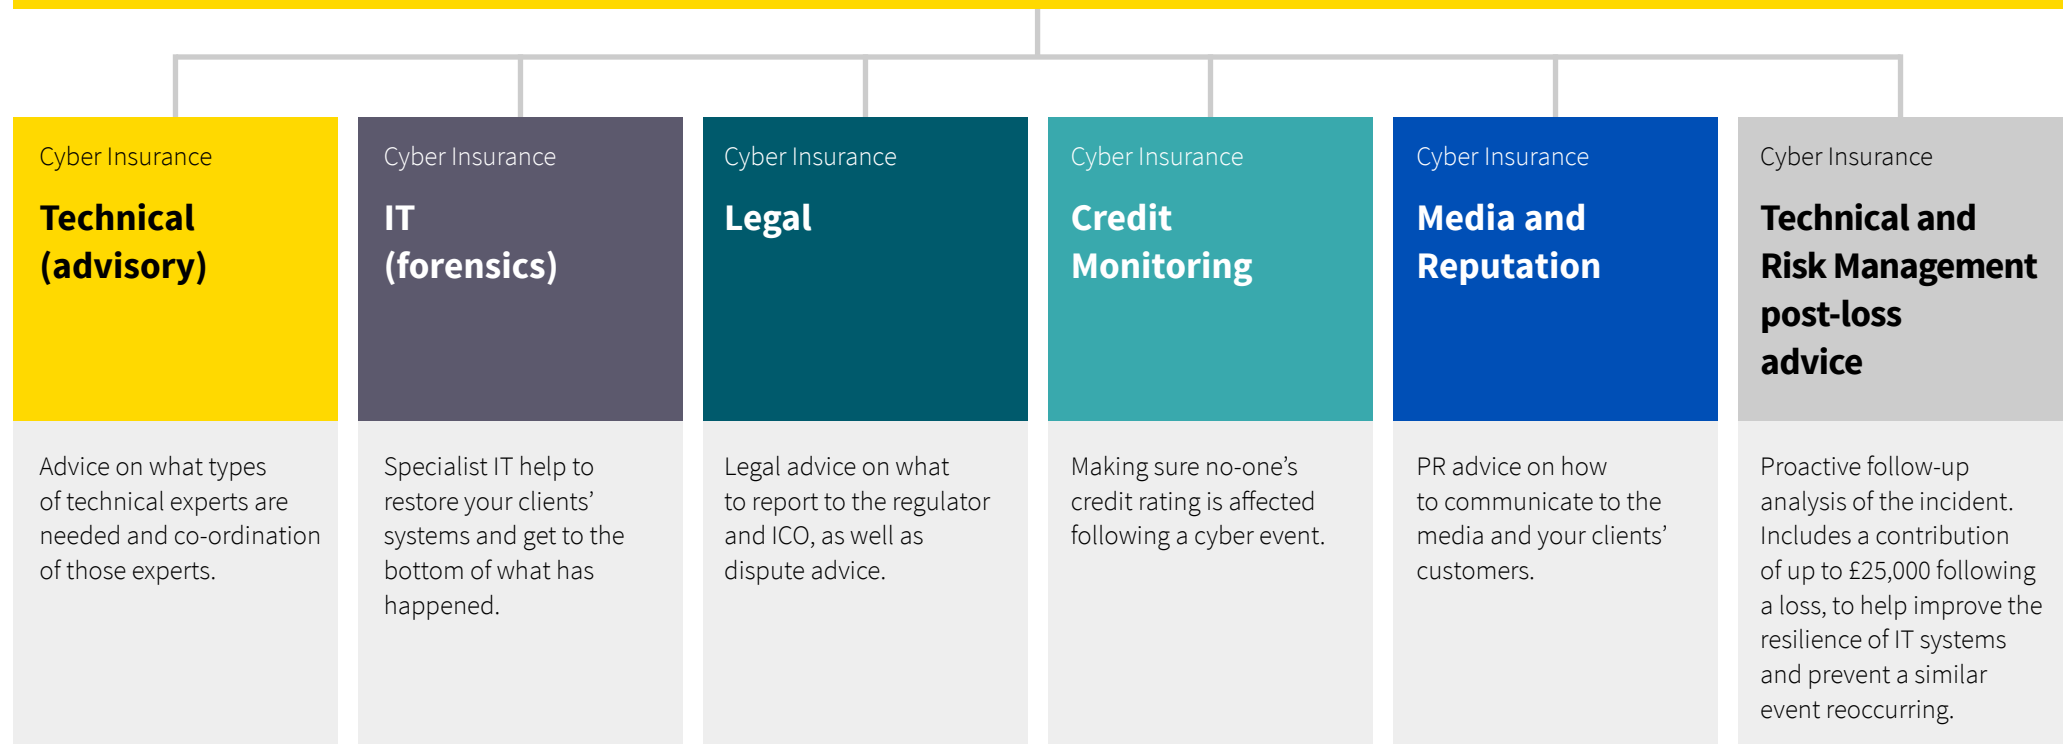 Cyber Insurance
Technical
(advisory)
Advice on what types
of technical experts are
needed and co-ordination
of those experts.
Cyber Insurance
IT
(forensics)
Specialist IT help to
restore your clients’
systems and get to the
bottom of what has
happened.
Cyber Insurance
Legal
Legal advice on what
to report to the regulator
and ICO, as well as
dispute advice.
Cyber Insurance
Credit
Monitoring
Making sure no-one’s
credit rating is affected
following a cyber event.
Cyber Insurance
Media and
Reputation
PR advice on how
to communicate to the
media and your clients’
customers.
Cyber Insurance
Technical and
Risk Management
post-loss
advice
Proactive follow-up
analysis of the incident.
Includes a contribution
of up to £25,000 following
a loss, to help improve the
resilience of IT systems
and prevent a similar
event reoccurring.